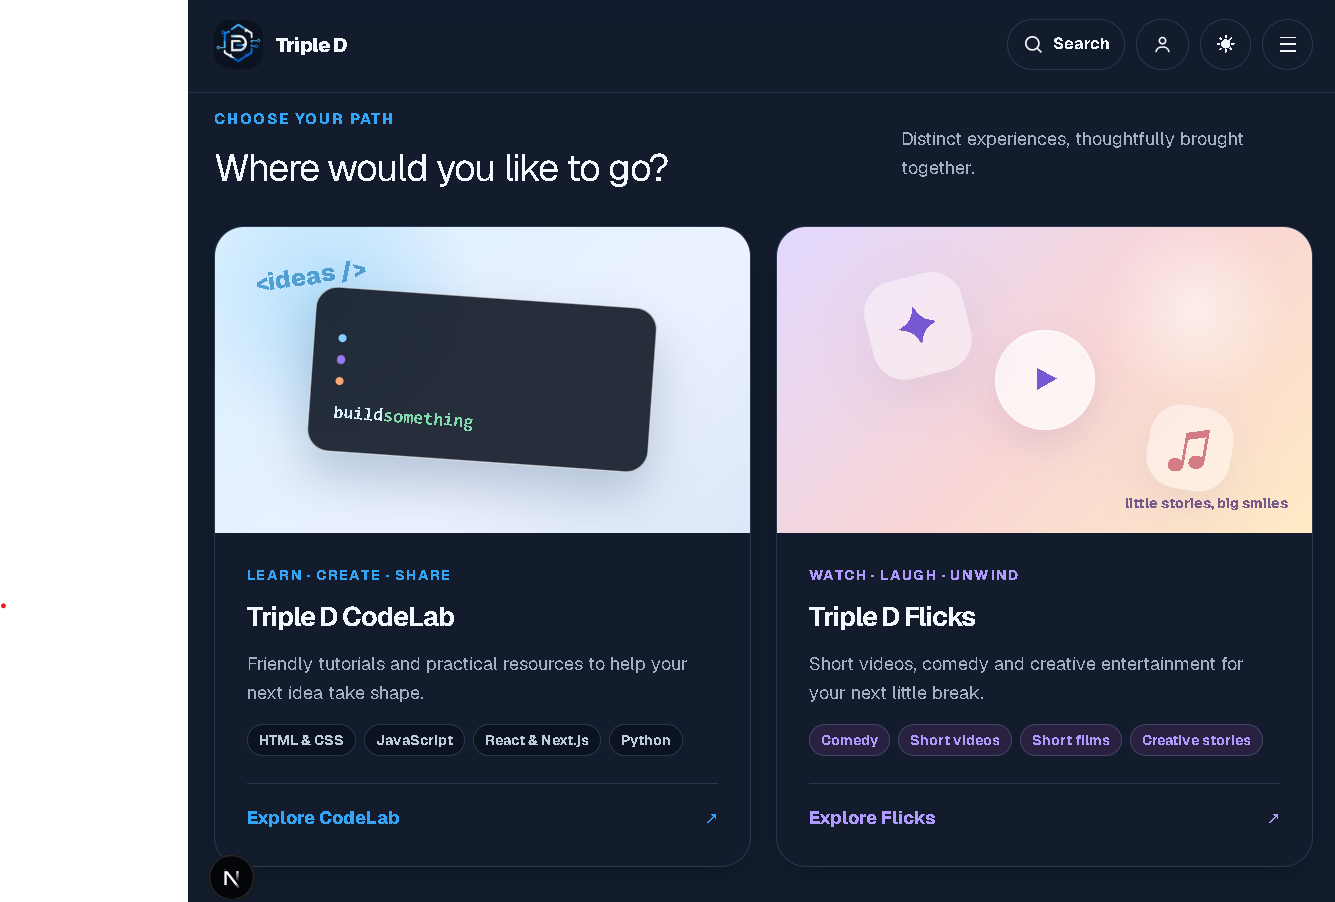 Triple D
Search
CHOOSE YOUR PATH
Where would you like to go?
Distinct experiences, thoughtfully brought
together.
<ideas />
buildsomething
little stories, big smiles
LEARN · CREATE · SHARE
Triple D CodeLab
Friendly tutorials and practical resources to help your
next idea take shape.
HTML & CSS JavaScript React & Next.js Python
Explore CodeLab ↗
WATCH · LAUGH · UNWIND
Triple D Flicks
Short videos, comedy and creative entertainment for
your next little break.
Comedy Short videos Short films Creative stories
Explore Flicks ↗
N